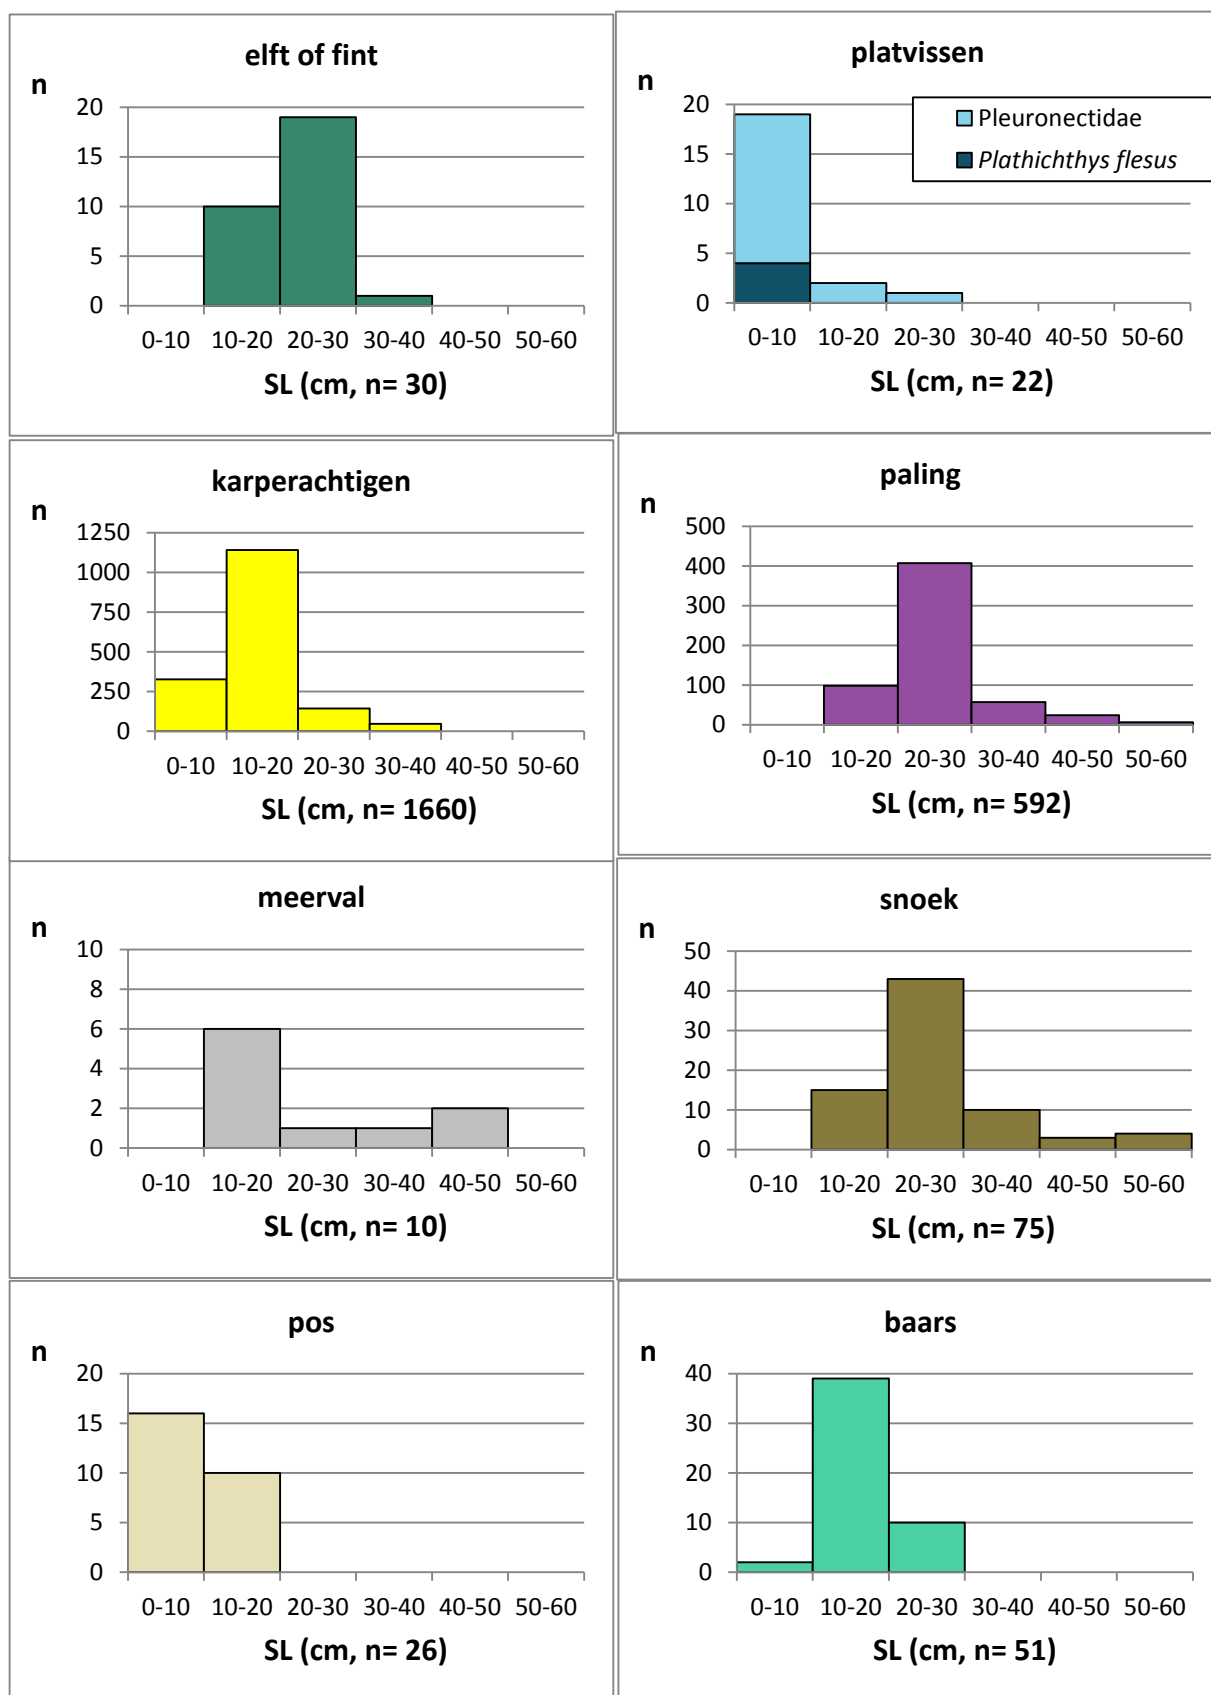 elft of fint
n
20
15
10
5
0
0-10 10-20 20-30 30-40 40-50 50-60
SL (cm, n= 30)
platvissen
n
20
15
10
5
0
Pleuronectidae
Plathichthys flesus
0-10 10-20 20-30 30-40 40-50 50-60
SL (cm, n= 22)
karperachtigen
n
1250
1000
750
500
250
0
0-10 10-20 20-30 30-40 40-50 50-60
SL (cm, n= 1660)
paling
n
500
400
300
200
100
0
0-10 10-20 20-30 30-40 40-50 50-60
SL (cm, n= 592)
meerval
n
10
8
6
4
2
0
0-10 10-20 20-30 30-40 40-50 50-60
SL (cm, n= 10)
snoek
n
50
40
30
20
10
0
0-10 10-20 20-30 30-40 40-50 50-60
SL (cm, n= 75)
pos
n
20
15
10
5
0
0-10 10-20 20-30 30-40 40-50 50-60
SL (cm, n= 26)
baars
n
40
30
20
10
0
0-10 10-20 20-30 30-40 40-50 50-60
SL (cm, n= 51)